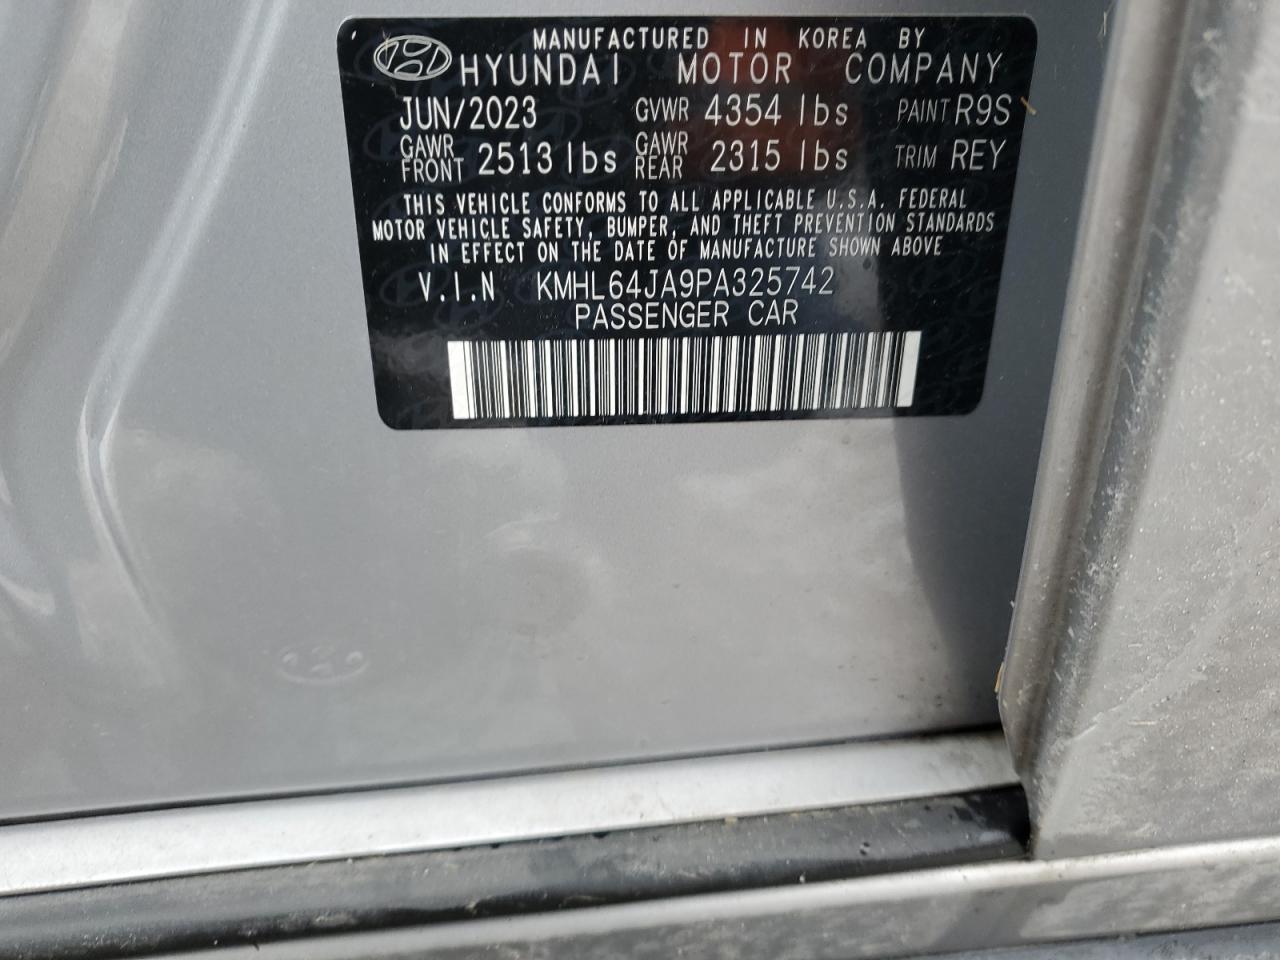 MANUFACTURED IN KOREA BY
HYUNDAI MOTOR COMPANY
JUN/2023 GVWR 4354 lbs PAINT R9S
GAWR FRONT 2513 lbs GAWR REAR 2315 lbs TRIM REY
THIS VEHICLE CONFORMS TO ALL APPLICABLE U.S.A. FEDERAL
MOTOR VEHICLE SAFETY, BUMPER, AND THEFT PREVENTION STANDARDS
IN EFFECT ON THE DATE OF MANUFACTURE SHOWN ABOVE
V.I.N KMHL64JA9PA325742
PASSENGER CAR